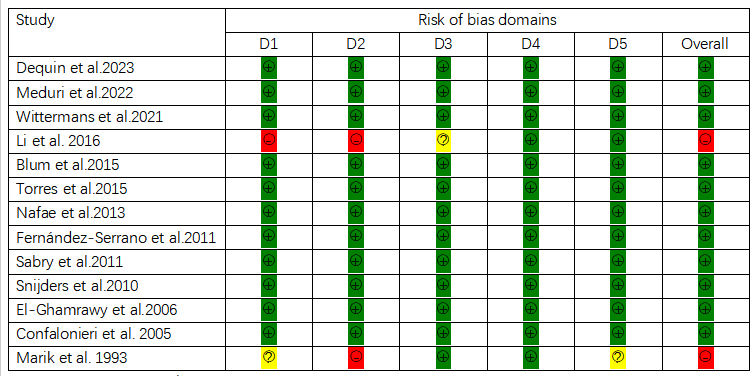 Study Risk of bias domains
D1 D2 D3 D4 D5 Overall
Dequin et al.2023 + + + + + +
Meduri et al.2022 + + + + + +
Wittermans et al.2021 + + + + + +
Li et al. 2016 - - ? + + -
Blum et al.2015 + + + + + +
Torres et al.2015 + + + + + +
Nafae et al.2013 + + + + + +
Fernández-Serrano et al.2011 + + + + + +
Sabry et al.2011 + + + + + +
Snijders et al.2010 + + + + + +
El-Ghamrawy et al.2006 + + + + + +
Confalonieri et al. 2005 + + + + + +
Marik et al. 1993 ? - + + ? -